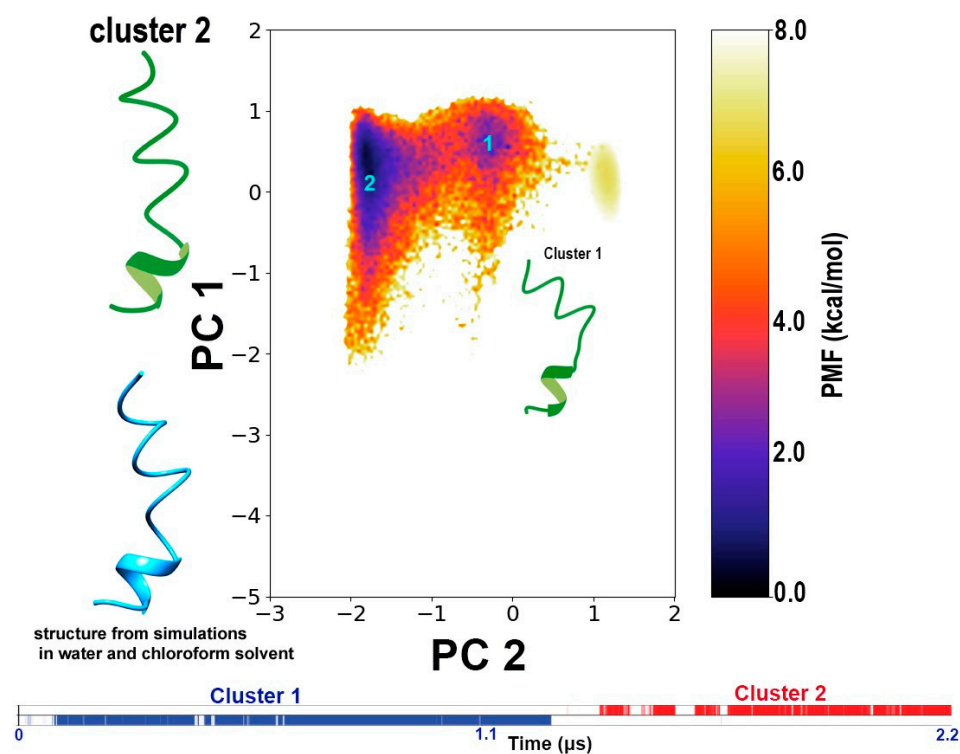 cluster 2
2
1
0
−1
−2
−3
−4
−5
PC 1
1
2
Cluster 1
−3
−2
−1
0
1
2
PC 2
8.0
6.0
4.0
2.0
0.0
PMF (kcal/mol)
structure from simulations
in water and chloroform solvent
Cluster 1
Cluster 2
0
1.1
2.2
Time (µs)